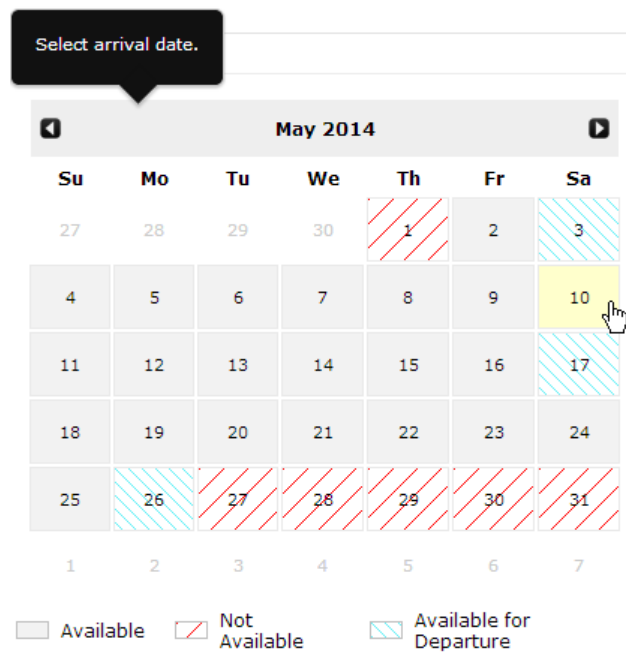 Select arrival date.
May 2014
Su Mo Tu We Th Fr Sa
27 28 29 30 1 2 3
4 5 6 7 8 9 10
11 12 13 14 15 16 17
18 19 20 21 22 23 24
25 26 27 28 29 30 31
1 2 3 4 5 6 7
Available
Not
Available
Available for
Departure